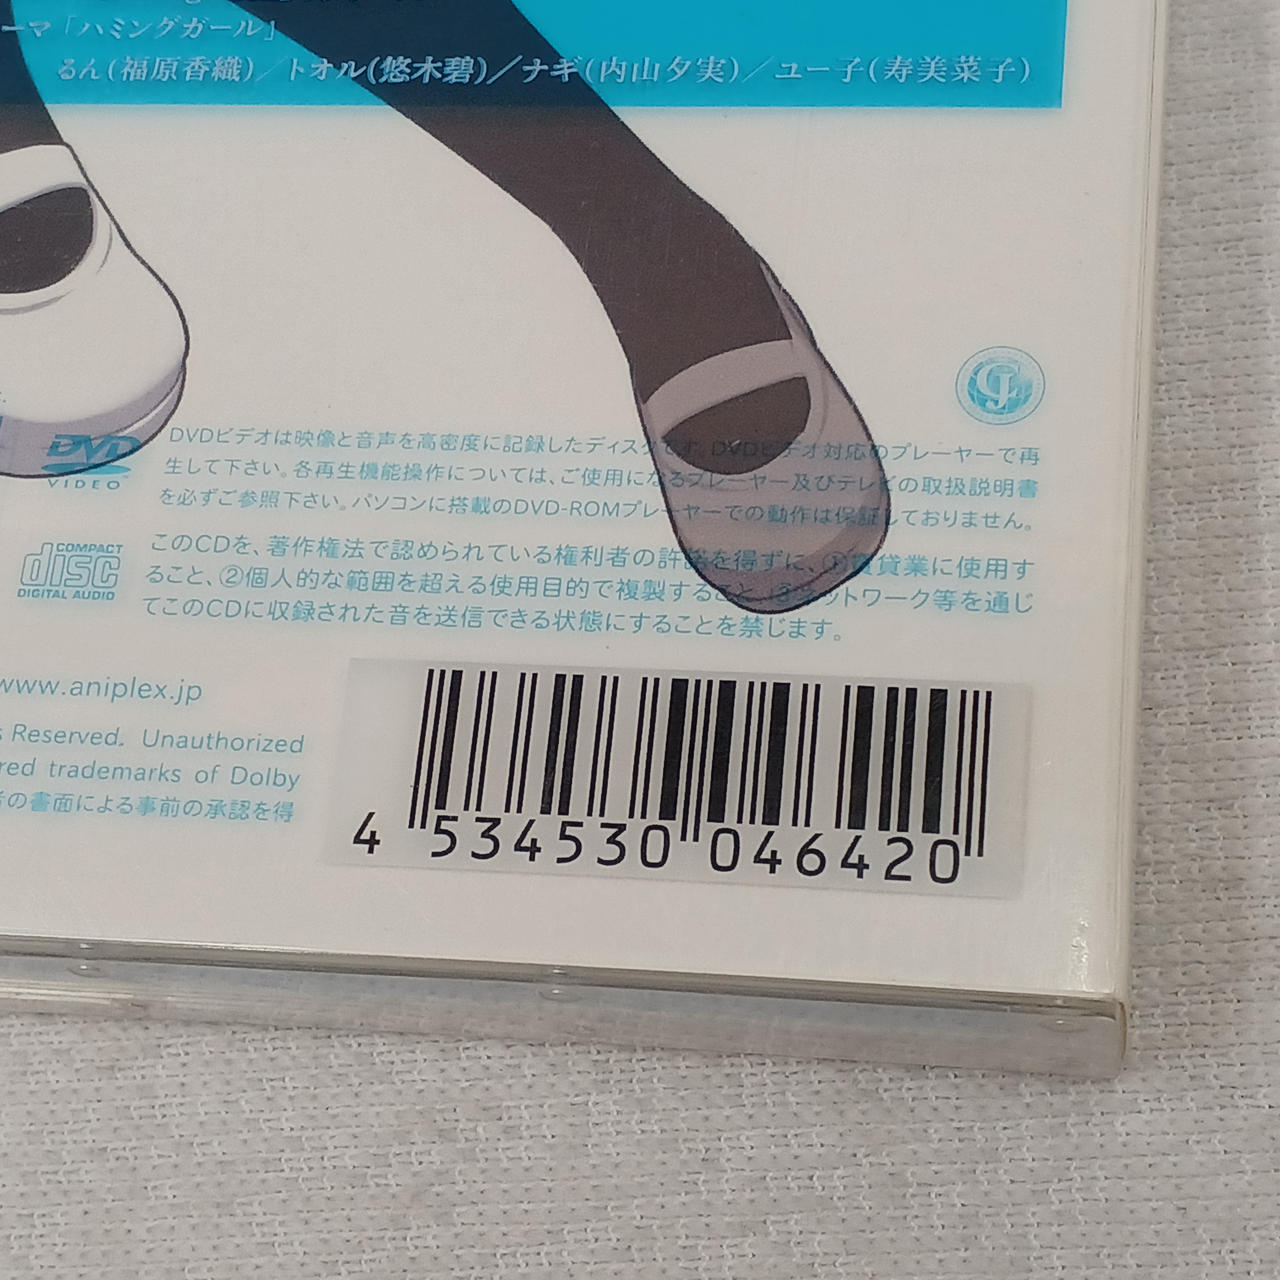 ーマ「ハミングガール」
るん(福原香織)／トオル(悠木碧)／ナギ(内山夕実)／ユー子(寿美菜子)
DVD
VIDEO
DVDビデオは映像と音声を高密度に記録したディスクです。DVDビデオ対応のプレーヤーで再
生して下さい。各再生機能操作については、ご使用になるプレーヤー及びテレビの取扱説明書
を必ずご参照下さい。パソコンに搭載のDVD-ROMプレーヤーでの動作は保証しておりません。
COMPACT
disc
DIGITAL AUDIO
このCDを、著作権法で認められている権利者の許諾を得ずに、①賃貸業に使用す
ること、②個人的な範囲を超える使用目的で複製すること、③ネットワーク等を通じ
てこのCDに収録された音を送信できる状態にすることを禁じます。
www.aniplex.jp
s Reserved. Unauthorized
red trademarks of Dolby
の書面による事前の承認を得
4 534530 046420